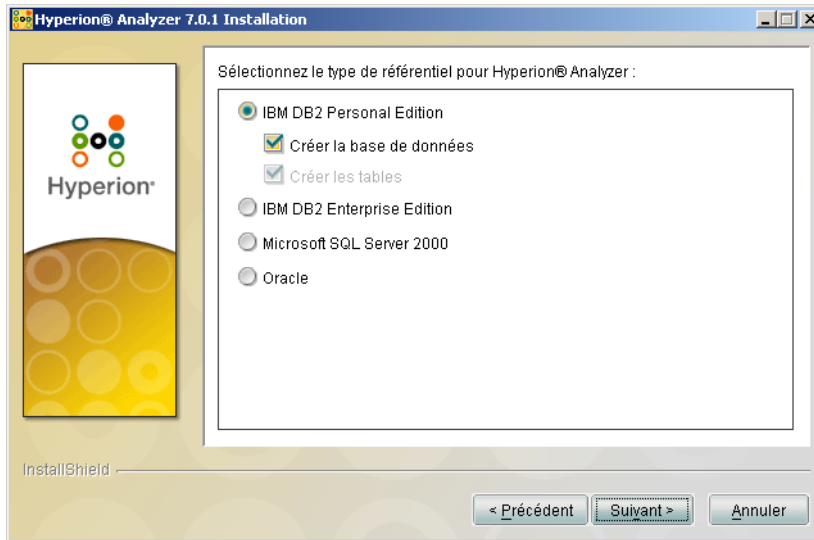 Hyperion® Analyzer 7.0.1 Installation
Hyperion
Sélectionnez le type de référentiel pour Hyperion® Analyzer :
IBM DB2 Personal Edition
Créer la base de données
Créer les tables
IBM DB2 Enterprise Edition
Microsoft SQL Server 2000
Oracle
InstallShield
< Précédent Suivant > Annuler